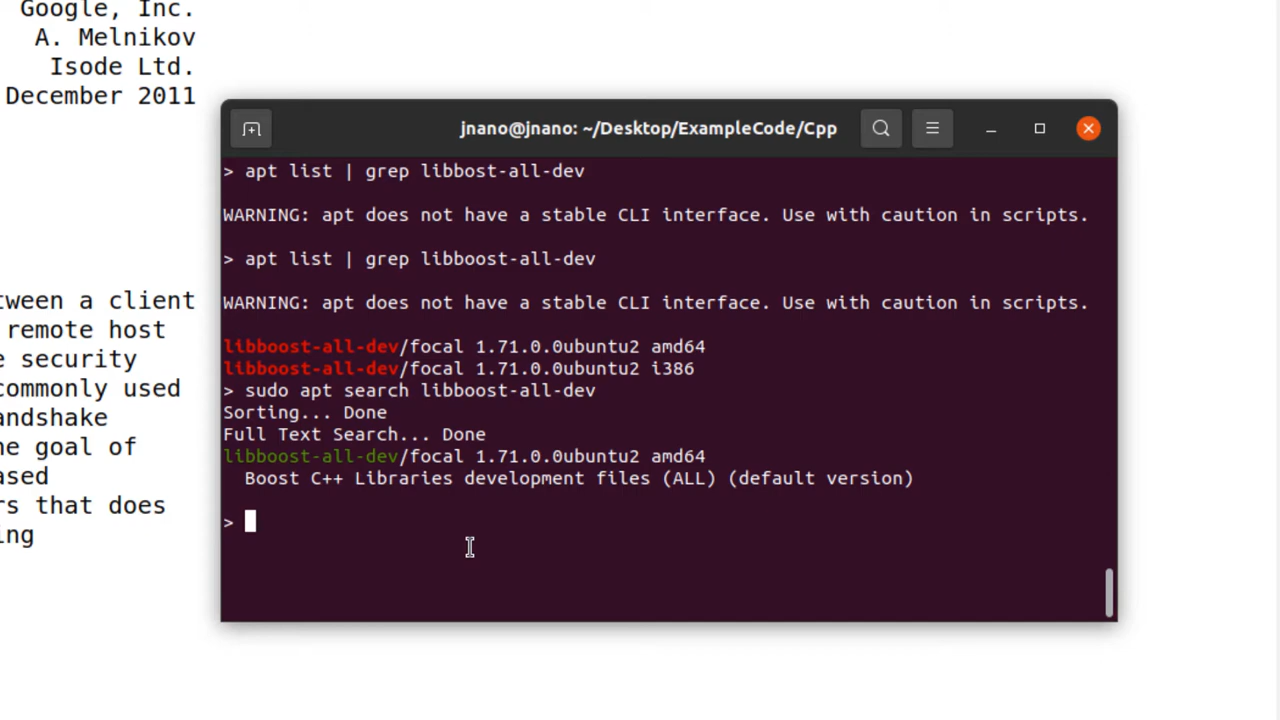 Google, Inc.
A. Melnikov
Isode Ltd.
December 2011
tween a client
remote host
e security
commonly used
andshake
he goal of
ased
rs that does
ing
jnano@jnano: ~/Desktop/ExampleCode/Cpp
> apt list | grep libbost-all-dev
WARNING: apt does not have a stable CLI interface. Use with caution in scripts.
> apt list | grep libboost-all-dev
WARNING: apt does not have a stable CLI interface. Use with caution in scripts.
libboost-all-dev/focal 1.71.0.0ubuntu2 amd64
libboost-all-dev/focal 1.71.0.0ubuntu2 i386
> sudo apt search libboost-all-dev
Sorting... Done
Full Text Search... Done
libboost-all-dev/focal 1.71.0.0ubuntu2 amd64
Boost C++ Libraries development files (ALL) (default version)
>